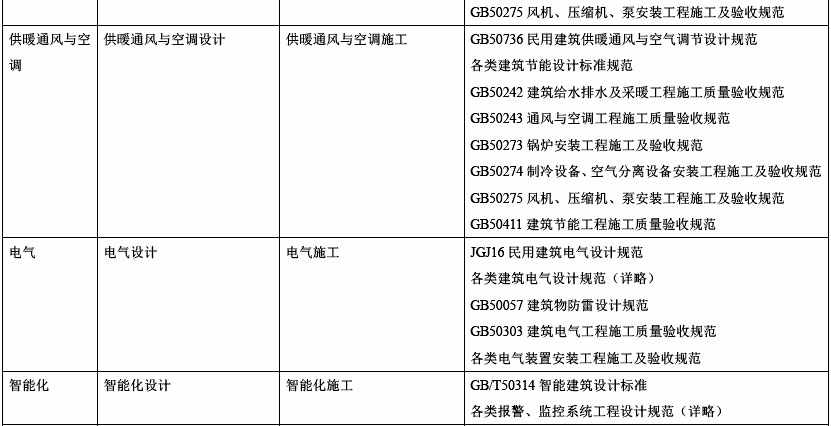 GB50275 风机、压缩机、泵安装工程施工及验收规范
供暖通风与空调
供暖通风与空调设计
供暖通风与空调施工
GB50736 民用建筑供暖通风与空气调节设计规范
各类建筑节能设计标准规范
GB50242 建筑给水排水及采暖工程施工质量验收规范
GB50243 通风与空调工程施工质量验收规范
GB50273 锅炉安装工程施工及验收规范
GB50274 制冷设备、空气分离设备安装工程施工及验收规范
GB50275 风机、压缩机、泵安装工程施工及验收规范
GB50411 建筑节能工程施工质量验收规范
电气
电气设计
电气施工
JGJ16 民用建筑电气设计规范
各类建筑电气设计规范（详略）
GB50057 建筑物防雷设计规范
GB50303 建筑电气工程施工质量验收规范
各类电气装置安装工程施工及验收规范
智能化
智能化设计
智能化施工
GB/T50314 智能建筑设计标准
各类报警、监控系统工程设计规范（详略）